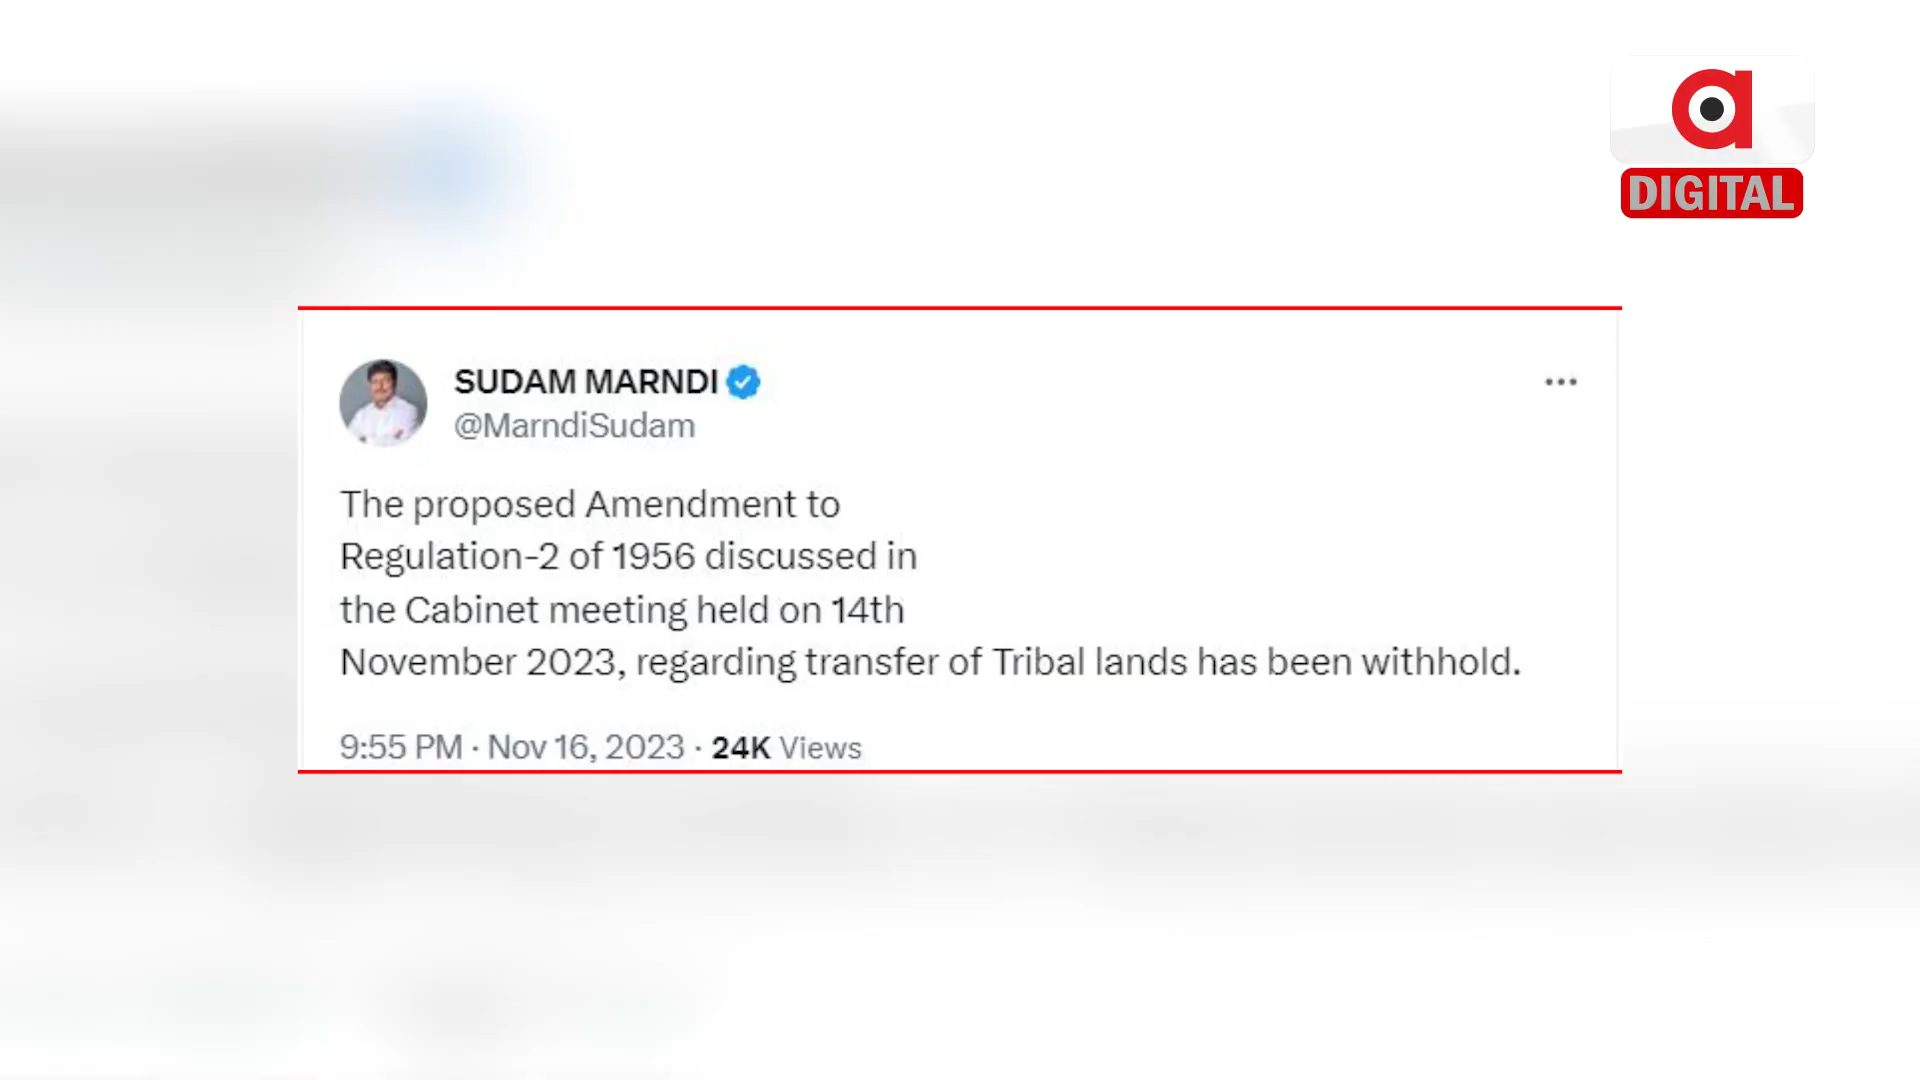 DIGITAL
SUDAM MARNDI
@MarndiSudam
The proposed Amendment to
Regulation-2 of 1956 discussed in
the Cabinet meeting held on 14th
November 2023, regarding transfer of Tribal lands has been withhold.
9:55 PM · Nov 16, 2023 · 24K Views